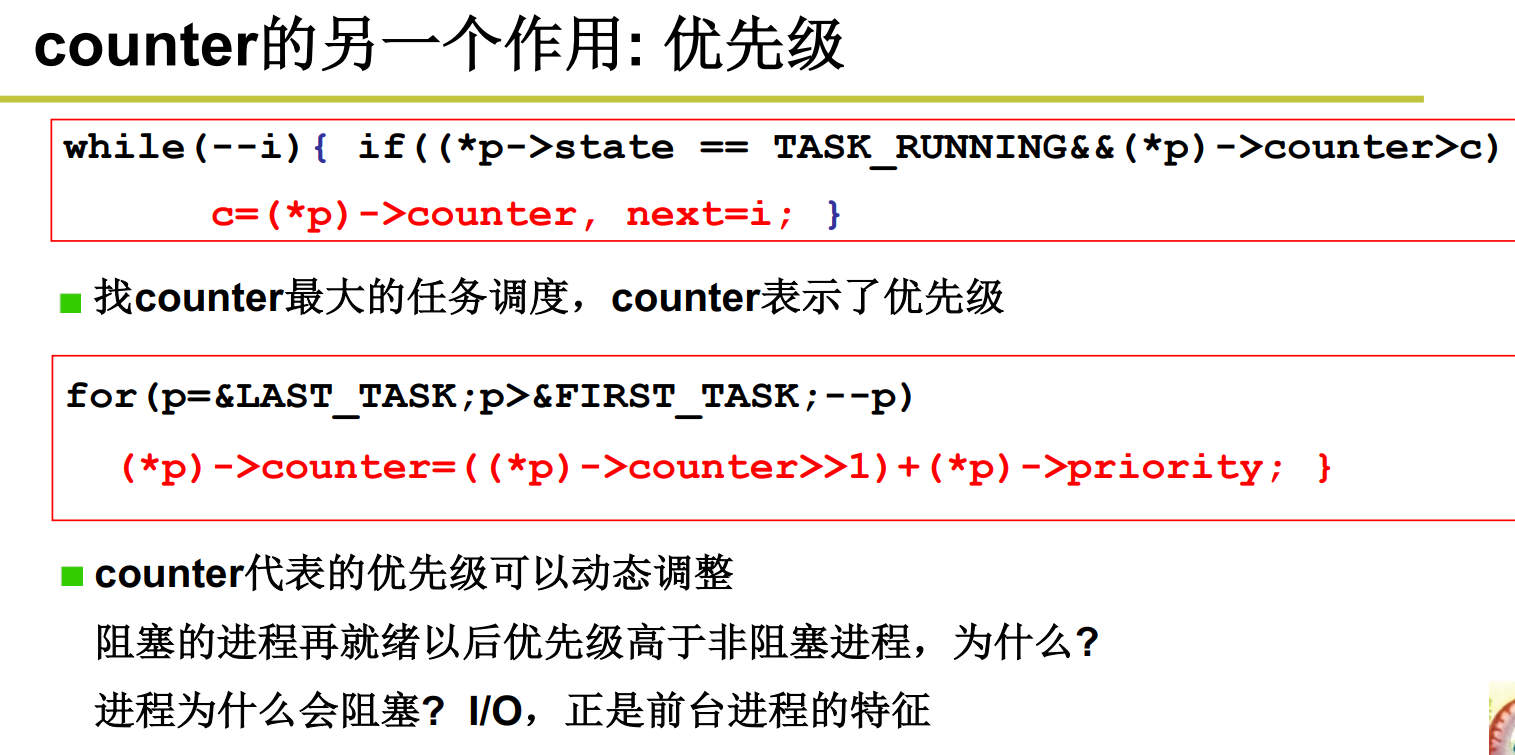 counter的另一个作用: 优先级
while(--i){ if((*p->state == TASK_RUNNING&&(*p)->counter>c)
c=(*p)->counter, next=i; }
找counter最大的任务调度，counter表示了优先级
for(p=&LAST_TASK;p>&FIRST_TASK;--p)
(*p)->counter=((*p)->counter>>1)+(*p)->priority; }
counter代表的优先级可以动态调整
阻塞的进程再就绪以后优先级高于非阻塞进程，为什么?
进程为什么会阻塞? I/O，正是前台进程的特征